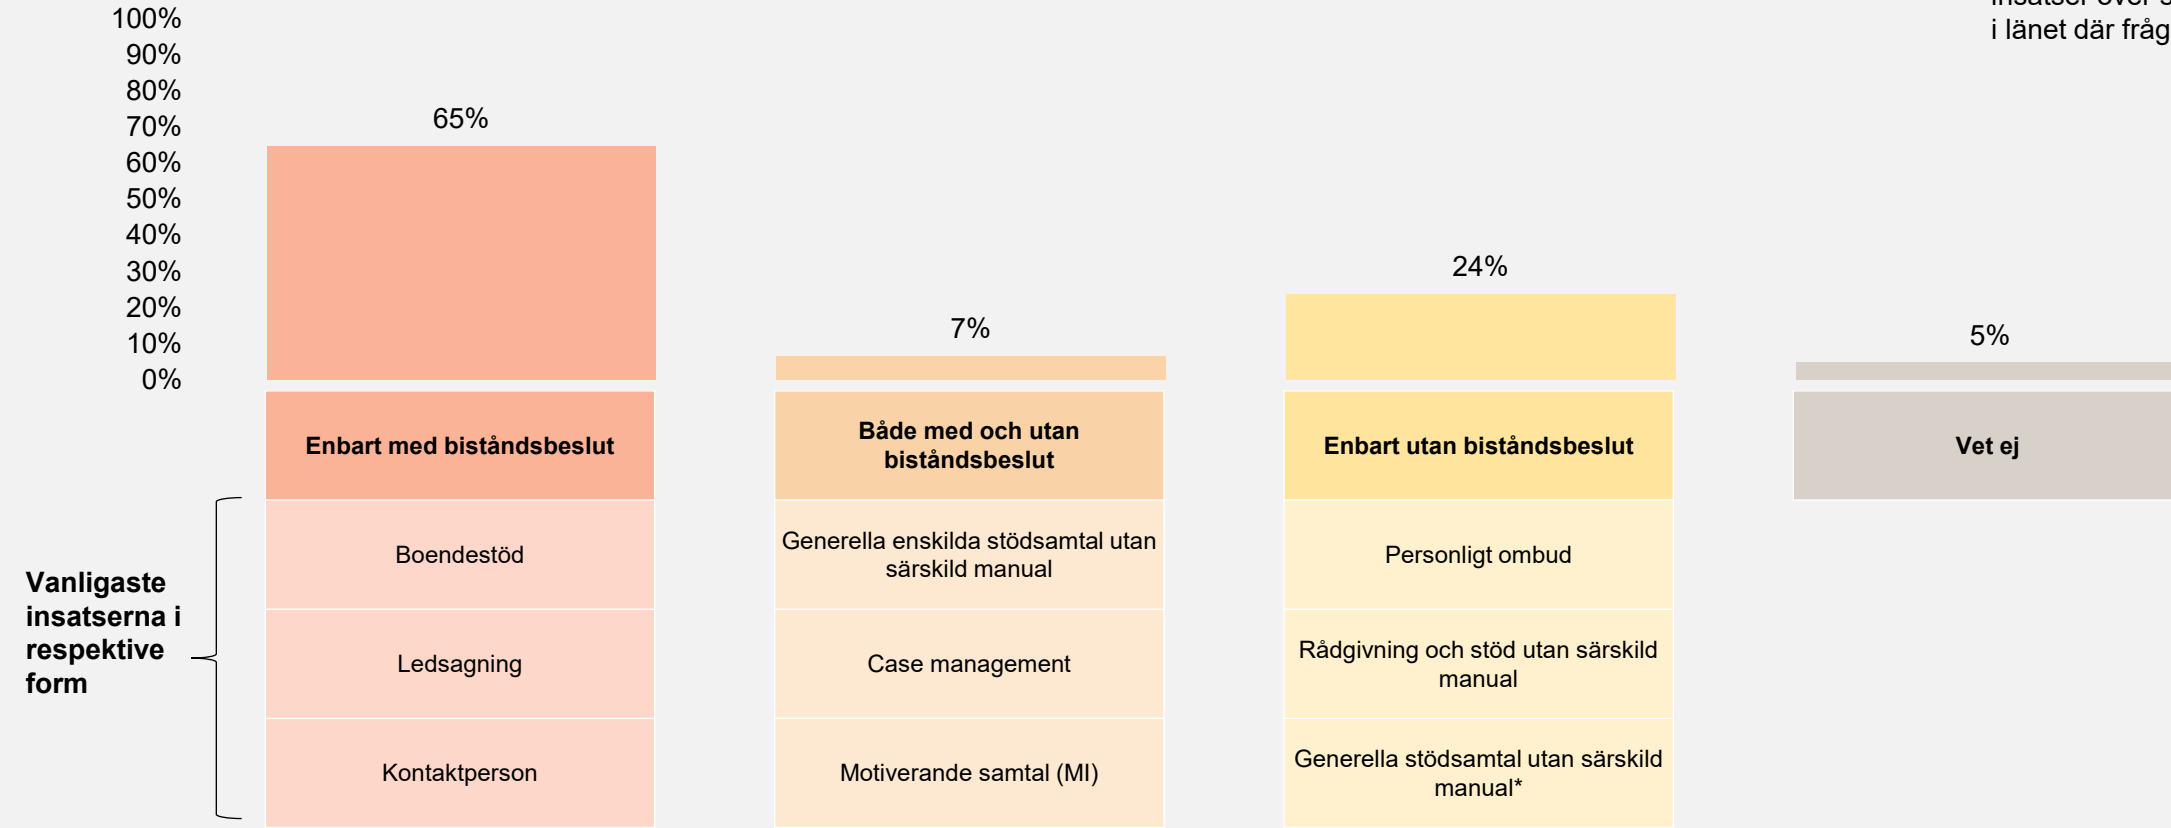 i länet där fråg
100%
90%
80%
70%
60%
50%
40%
30%
20%
10%
0%
65%
7%
24%
5%
Enbart med biståndsbeslut
Både med och utan
biståndsbeslut
Enbart utan biståndsbeslut
Vet ej
Vanligaste
insatserna i
respektive
form
Boendestöd
Generella enskilda stödsamtal utan
särskild manual
Personligt ombud
Ledsagning
Case management
Rådgivning och stöd utan särskild
manual
Kontaktperson
Motiverande samtal (MI)
Generella stödsamtal utan särskild
manual*